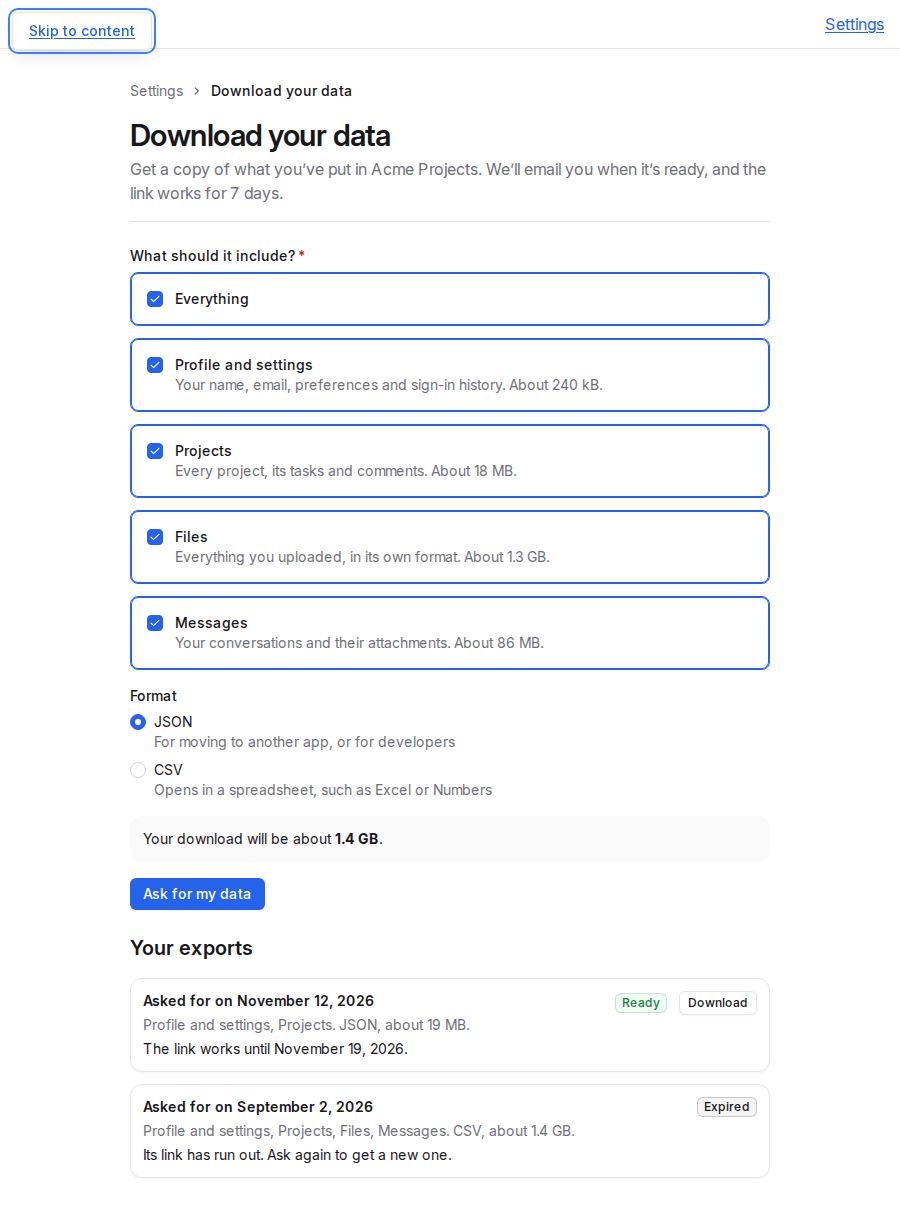 Skip to content
Settings
Settings
Download your data
Download your data
Get a copy of what you’ve put in Acme Projects. We’ll email you when it’s ready, and the
link works for 7 days.
What should it include? *
Everything
Profile and settings
Your name, email, preferences and sign-in history. About 240 kB.
Projects
Every project, its tasks and comments. About 18 MB.
Files
Everything you uploaded, in its own format. About 1.3 GB.
Messages
Your conversations and their attachments. About 86 MB.
Format
JSON
For moving to another app, or for developers
CSV
Opens in a spreadsheet, such as Excel or Numbers
Your download will be about 1.4 GB.
Ask for my data
Your exports
Asked for on November 12, 2026
Ready
Download
Profile and settings, Projects. JSON, about 19 MB.
The link works until November 19, 2026.
Asked for on September 2, 2026
Expired
Profile and settings, Projects, Files, Messages. CSV, about 1.4 GB.
Its link has run out. Ask again to get a new one.